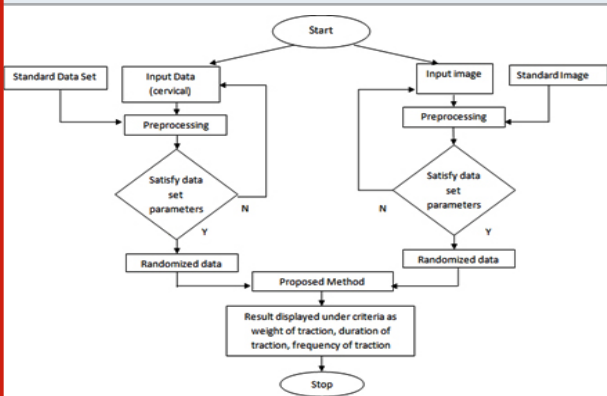 Start
Standard Data Set
Input Data
(cervical)
Input image
Standard Image
Preprocessing
Preprocessing
Satisfy data
set
parameters
N
Y
Satisfy data
set
parameters
N
Y
Randomized data
Randomized data
Proposed Method
Result displayed under criteria as
weight of traction, duration of
traction, frequency of traction
Stop